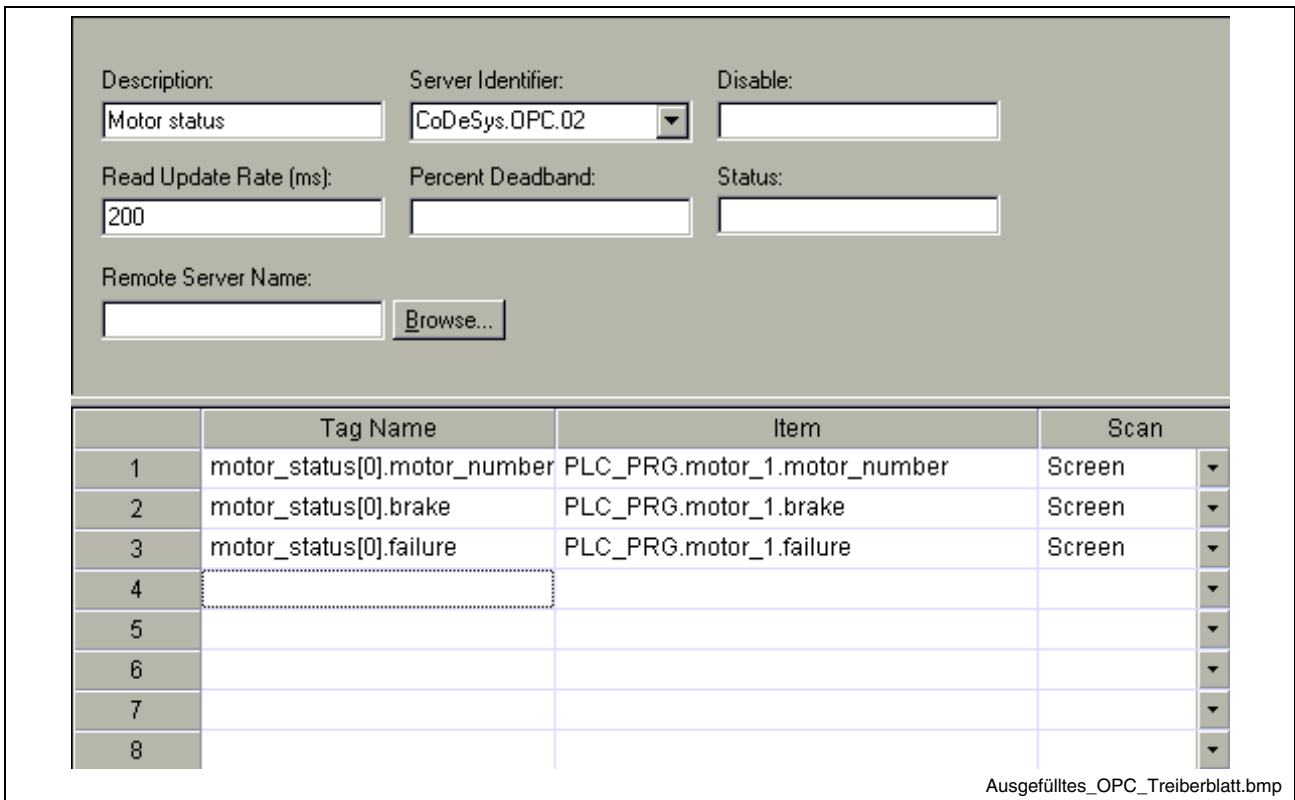 Description: Server Identifier: Disable:
Motor status CoDeSys.OPC.02
Read Update Rate (ms): Percent Deadband: Status:
200
Remote Server Name:
Browse...
Tag Name Item Scan
1 motor_status[0].motor_number PLC_PRG.motor_1.motor_number Screen
2 motor_status[0].brake PLC_PRG.motor_1.brake Screen
3 motor_status[0].failure PLC_PRG.motor_1.failure Screen
4
5
6
7
8
Ausgefülltes_OPC_Treiberblatt.bmp